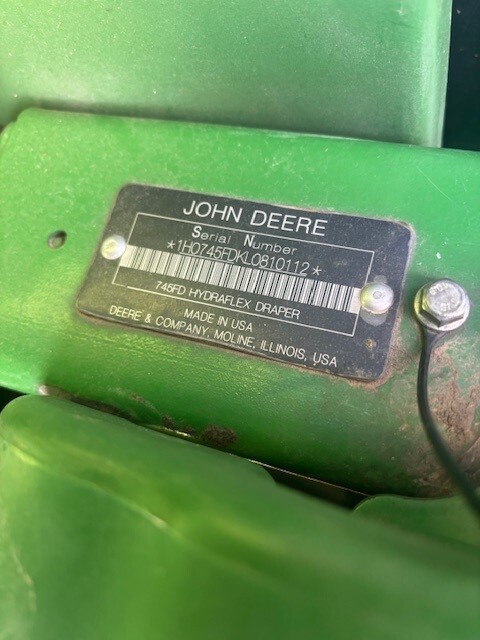 JOHN DEERE
Serial Number
*1H0745FDKL0810112*
745FD HYDRAFLEX DRAPER
MADE IN USA
DEERE & COMPANY, MOLINE, ILLINOIS, USA